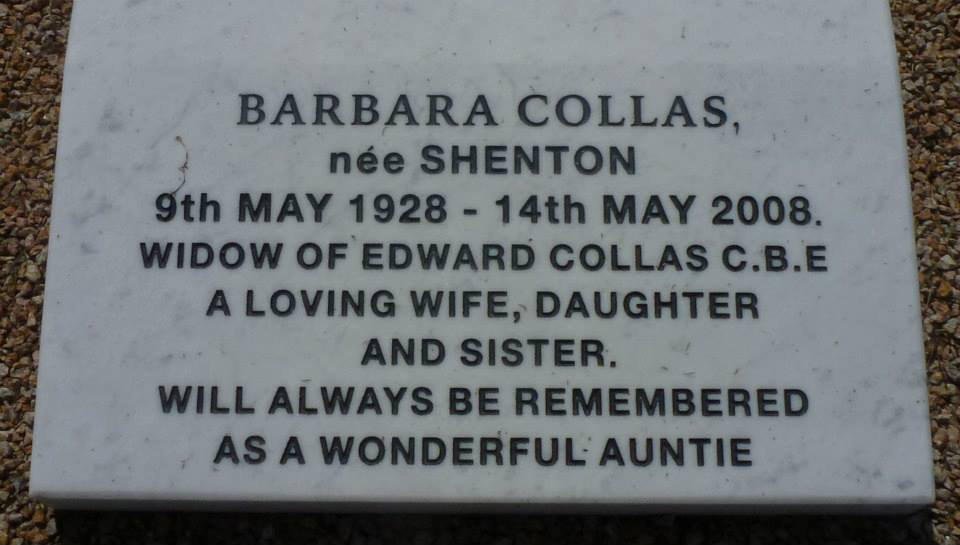 BARBARA COLLAS,
née SHENTON
9th MAY 1928 - 14th MAY 2008.
WIDOW OF EDWARD COLLAS C.B.E
A LOVING WIFE, DAUGHTER
AND SISTER.
WILL ALWAYS BE REMEMBERED
AS A WONDERFUL AUNTIE